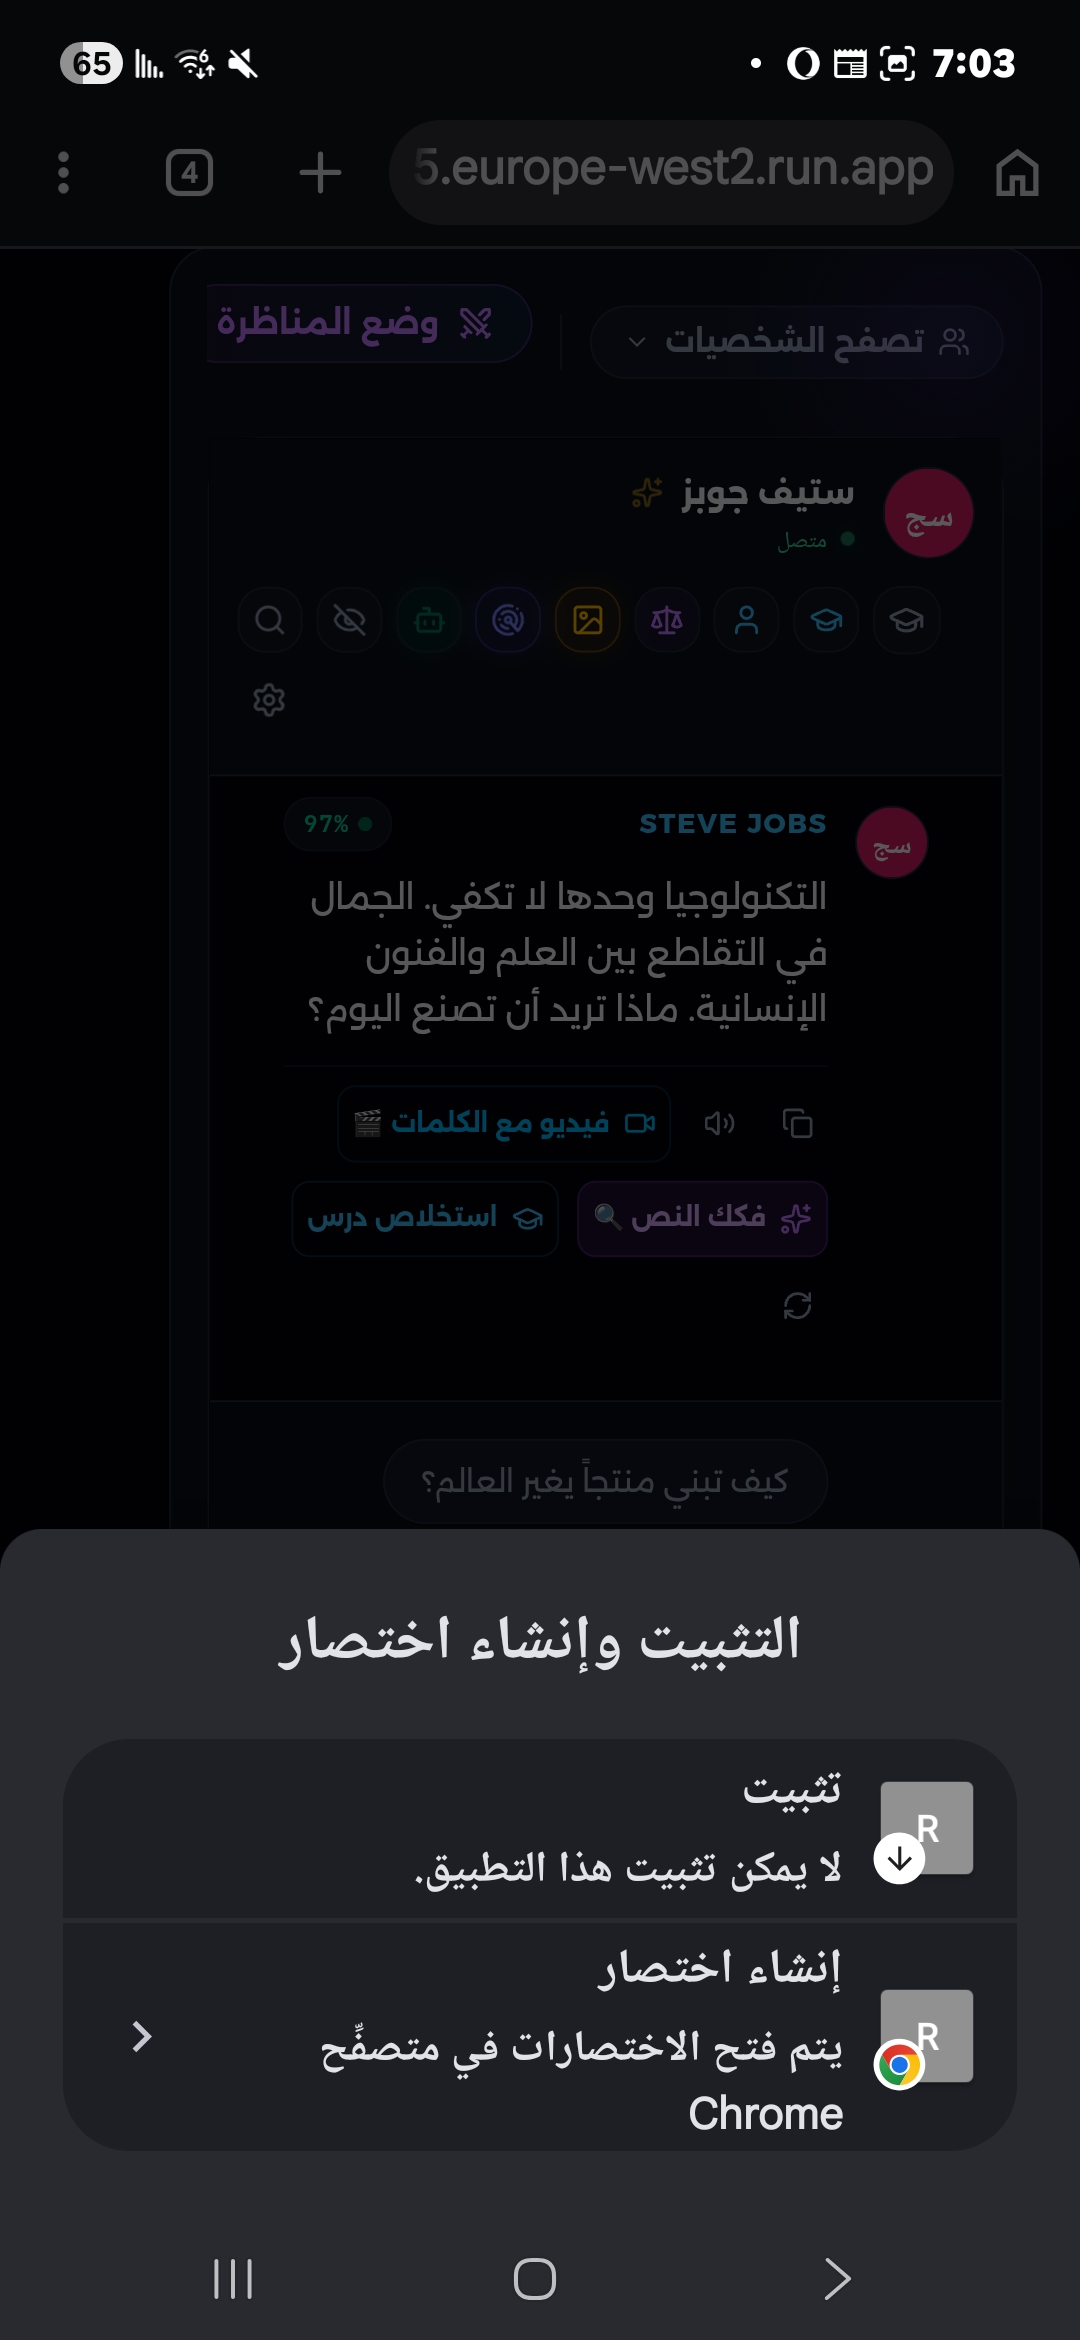 65
7:03
4
5.europe-west2.run.app
تصفح الشخصيات
وضع المناظرة
سج
ستيف جوبز
متصل
سج
STEVE JOBS
97%
التكنولوجيا وحدها لا تكفي. الجمال
في التقاطع بين العلم والفنون
الإنسانية. ماذا تريد أن تصنع اليوم؟
فيديو مع الكلمات
فكك النص
استخلاص درس
كيف تبني منتجاً يغير العالم؟
التثبيت وإنشاء اختصار
R
تثبيت
لا يمكن تثبيت هذا التطبيق.
R
إنشاء اختصار
يتم فتح الاختصارات في متصفِّح
Chrome